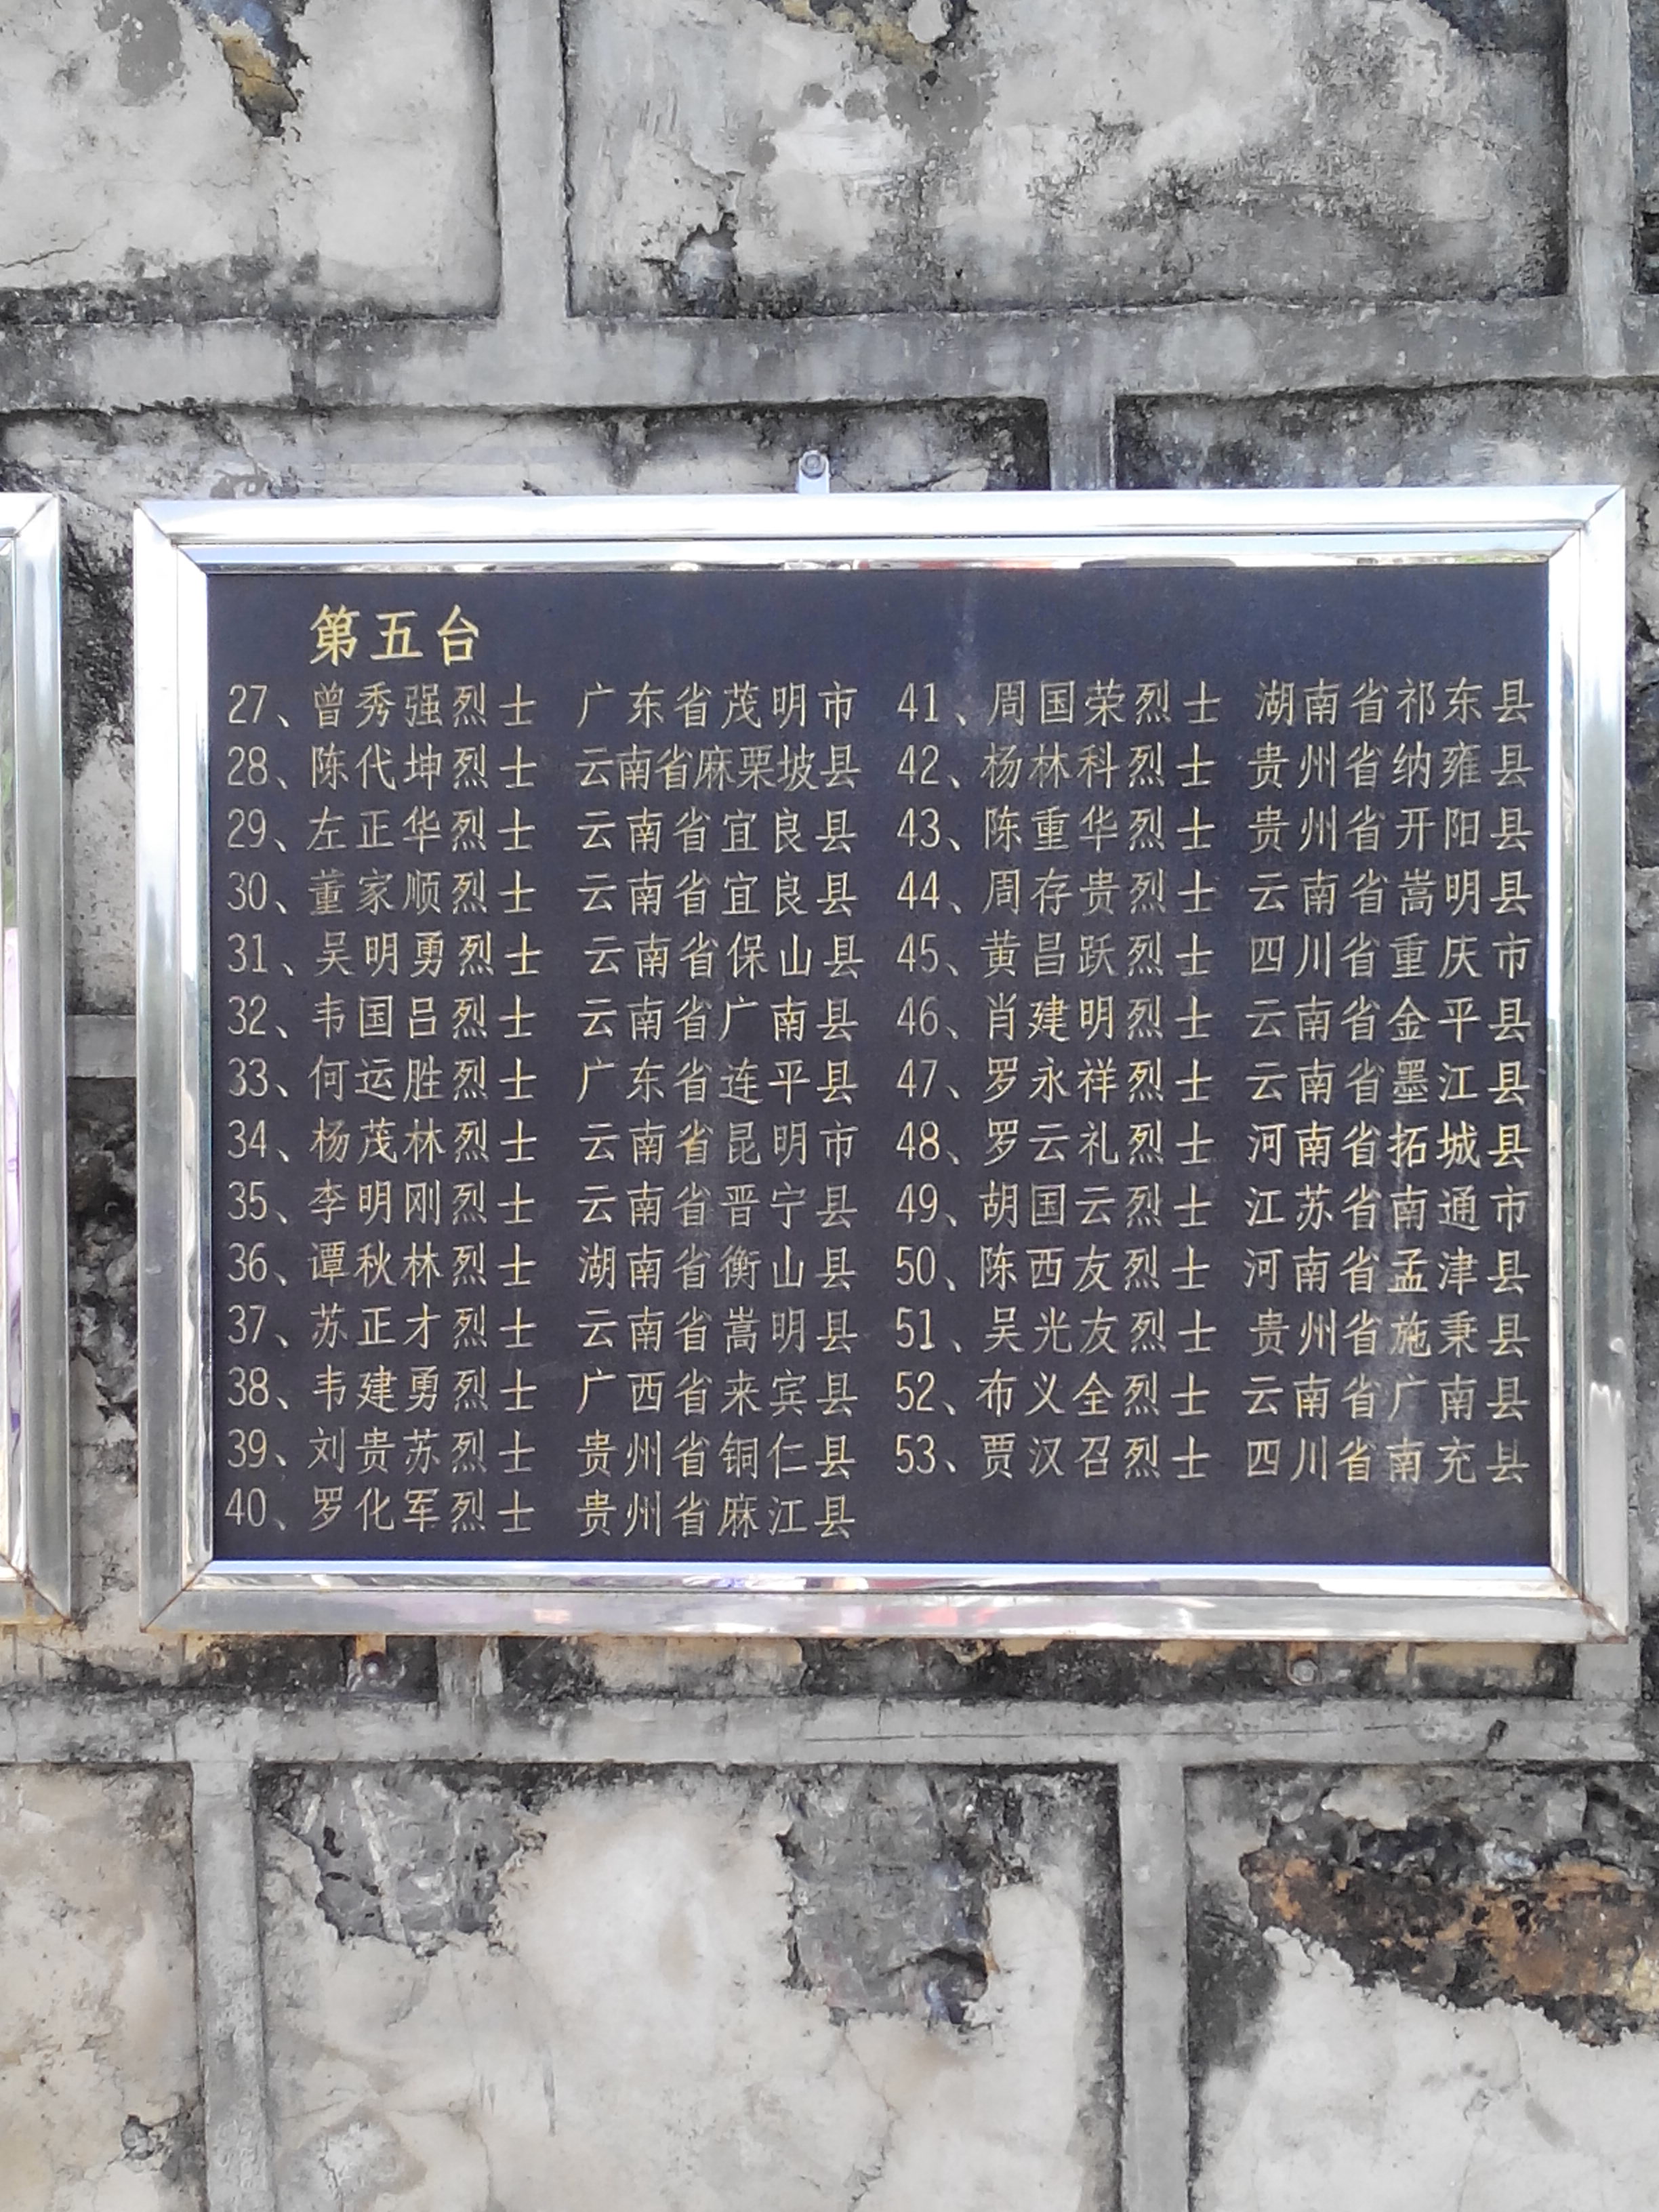 第五台
27、曾秀强烈士 广东省茂明市
28、陈代坤烈士 云南省麻栗坡县
29、左正华烈士 云南省宜良县
30、董家顺烈士 云南省宜良县
31、吴明勇烈士 云南省保山县
32、韦国吕烈士 云南省广南县
33、何运胜烈士 广东省连平县
34、杨茂林烈士 云南省昆明市
35、李明刚烈士 云南省晋宁县
36、谭秋林烈士 湖南省衡山县
37、苏正才烈士 云南省嵩明县
38、韦建勇烈士 广西省来宾县
39、刘贵苏烈士 贵州省铜仁县
40、罗化军烈士 贵州省麻江县
41、周国荣烈士 湖南省祁东县
42、杨林科烈士 贵州省纳雍县
43、陈重华烈士 贵州省开阳县
44、周存贵烈士 云南省嵩明县
45、黄昌跃烈士 四川省重庆市
46、肖建明烈士 云南省金平县
47、罗永祥烈士 云南省墨江县
48、罗云礼烈士 河南省拓城县
49、胡国云烈士 江苏省南通市
50、陈西友烈士 河南省孟津县
51、吴光友烈士 贵州省施秉县
52、布义全烈士 云南省广南县
53、贾汉召烈士 四川省南充县